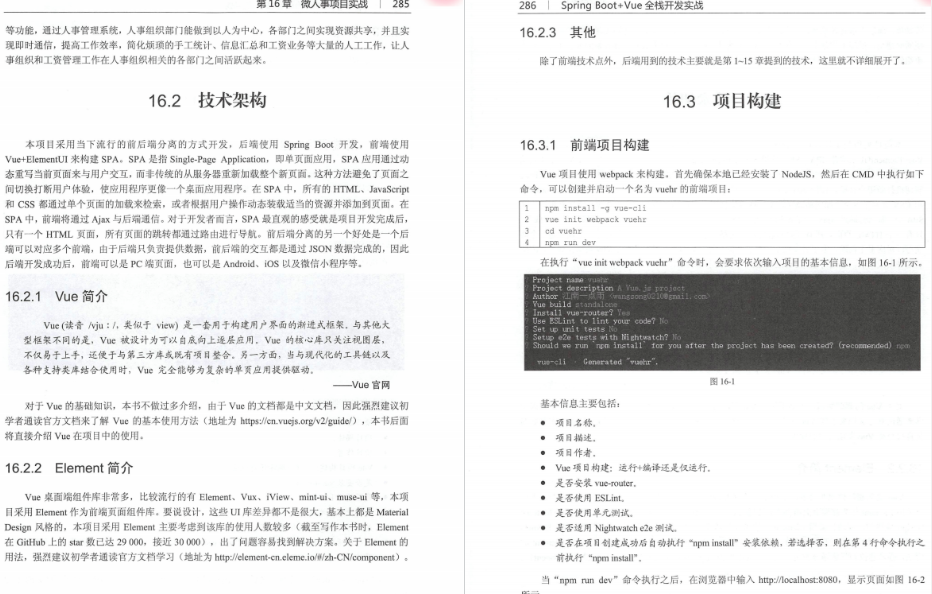 第 16 章 微人事项目实战 | 285
等功能，通过人事管理系统，人事组织部门能做到以人为中心，各部门之间实现资源共享，并且实
现即时通信，提高工作效率，简化烦琐的手工统计、信息汇总和工资业务等大量的人工工作，让人
事组织和工资管理工作在人事组织相关的各部门之间活跃起来。
16.2 技术架构
本项目采用当下流行的前后端分离的方式开发，后端使用 Spring Boot 开发，前端使用
Vue+ElementUI 来构建 SPA。SPA 是指 Single-Page Application，即单页面应用，SPA 应用通过动
态重写当前页面来与用户交互，而非传统的从服务器重新加载整个新页面。这种方法避免了页面之
间切换打断用户体验，使应用程序更像一个桌面应用程序。在 SPA 中，所有的 HTML、JavaScript
和 CSS 都通过单个页面的加载来检索，或者根据用户操作动态装载适当的资源并添加到页面。在
SPA 中，前端将通过 Ajax 与后端通信。对于开发者而言，SPA 最直观的感受就是项目开发完成后，
只有一个 HTML 页面，所有页面的跳转都通过路由进行导航。前后端分离的另一个好处是一个后
端可以对应多个前端，由于后端只负责提供数据，前后端的交互都是通过 JSON 数据完成的，因此
后端开发成功后，前端可以是 PC 端页面，也可以是 Android、iOS 以及微信小程序等。
16.2.1 Vue 简介
Vue (读音 /vju：/，类似于 view) 是一套用于构建用户界面的渐进式框架。与其他大
型框架不同的是，Vue 被设计为可以自底向上逐层应用。Vue 的核心库只关注视图层，
不仅易于上手，还便于与第三方库或既有项目整合。另一方面，当与现代化的工具链以及
各种支持类库结合使用时，Vue 完全能够为复杂的单页应用提供驱动。
——Vue 官网
对于 Vue 的基础知识，本书不做过多介绍，由于 Vue 的文档都是中文文档，因此强烈建议初
学者通读官方文档来了解 Vue 的基本使用方法（地址为 https://cn.vuejs.org/v2/guide/），本书后面
将直接介绍 Vue 在项目中的使用。
16.2.2 Element 简介
Vue 桌面端组件库非常多，比较流行的有 Element、Vux、iView、mint-ui、muse-ui 等，本项
目采用 Element 作为前端页面组件库。要说设计，这些 UI 库差异都不是很大，基本上都是 Material
Design 风格的，本项目采用 Element 主要考虑到该库的使用人数较多（截至写作本书时，Element
在 GitHub 上的 star 数已达 29 000，接近 30 000），出了问题容易找到解决方案。关于 Element 的
用法，强烈建议初学者通读官方文档学习（地址为 http://element-cn.eleme.io/#/zh-CN/component）。
286 | Spring Boot+Vue 全栈开发实战
16.2.3 其他
除了前端技术点外，后端用到的技术主要就是第 1~15 章提到的技术，这里就不详细展开了。
16.3 项目构建
16.3.1 前端项目构建
Vue 项目使用 webpack 来构建。首先确保本地已经安装了 NodeJS，然后在 CMD 中执行如下
命令，可以创建并启动一个名为 vuehr 的前端项目：
1 npm install -g vue-cli
2 vue init webpack vuehr
3 cd vuehr
4 npm run dev
在执行“vue init webpack vuehr”命令时，会要求依次输入项目的基本信息，如图 16-1 所示。
Project name vuehr
Project description A Vue.js project
Author 江南一点雨 <wangsong0210@gmail.com>
Vue build standalone
Install vue-router? Yes
Use ESLint to lint your code? No
Set up unit tests No
Setup e2e tests with Nightwatch? No
Should we run `npm install` for you after the project has been created? (recommended) npm
vue-cli · Generated "vuehr".
图 16-1
基本信息主要包括：
● 项目名称。
● 项目描述。
● 项目作者。
● Vue 项目构建：运行+编译还是仅运行。
● 是否安装 vue-router。
● 是否使用 ESLint。
● 是否使用单元测试。
● 是否适用 Nightwatch e2e 测试。
● 是否在项目创建成功后自动执行“npm install”安装依赖，若选择否，则在第 4 行命令执行之
前执行“npm install”。
当“npm run dev”命令执行之后，在浏览器中输入 http://localhost:8080，显示页面如图 16-2